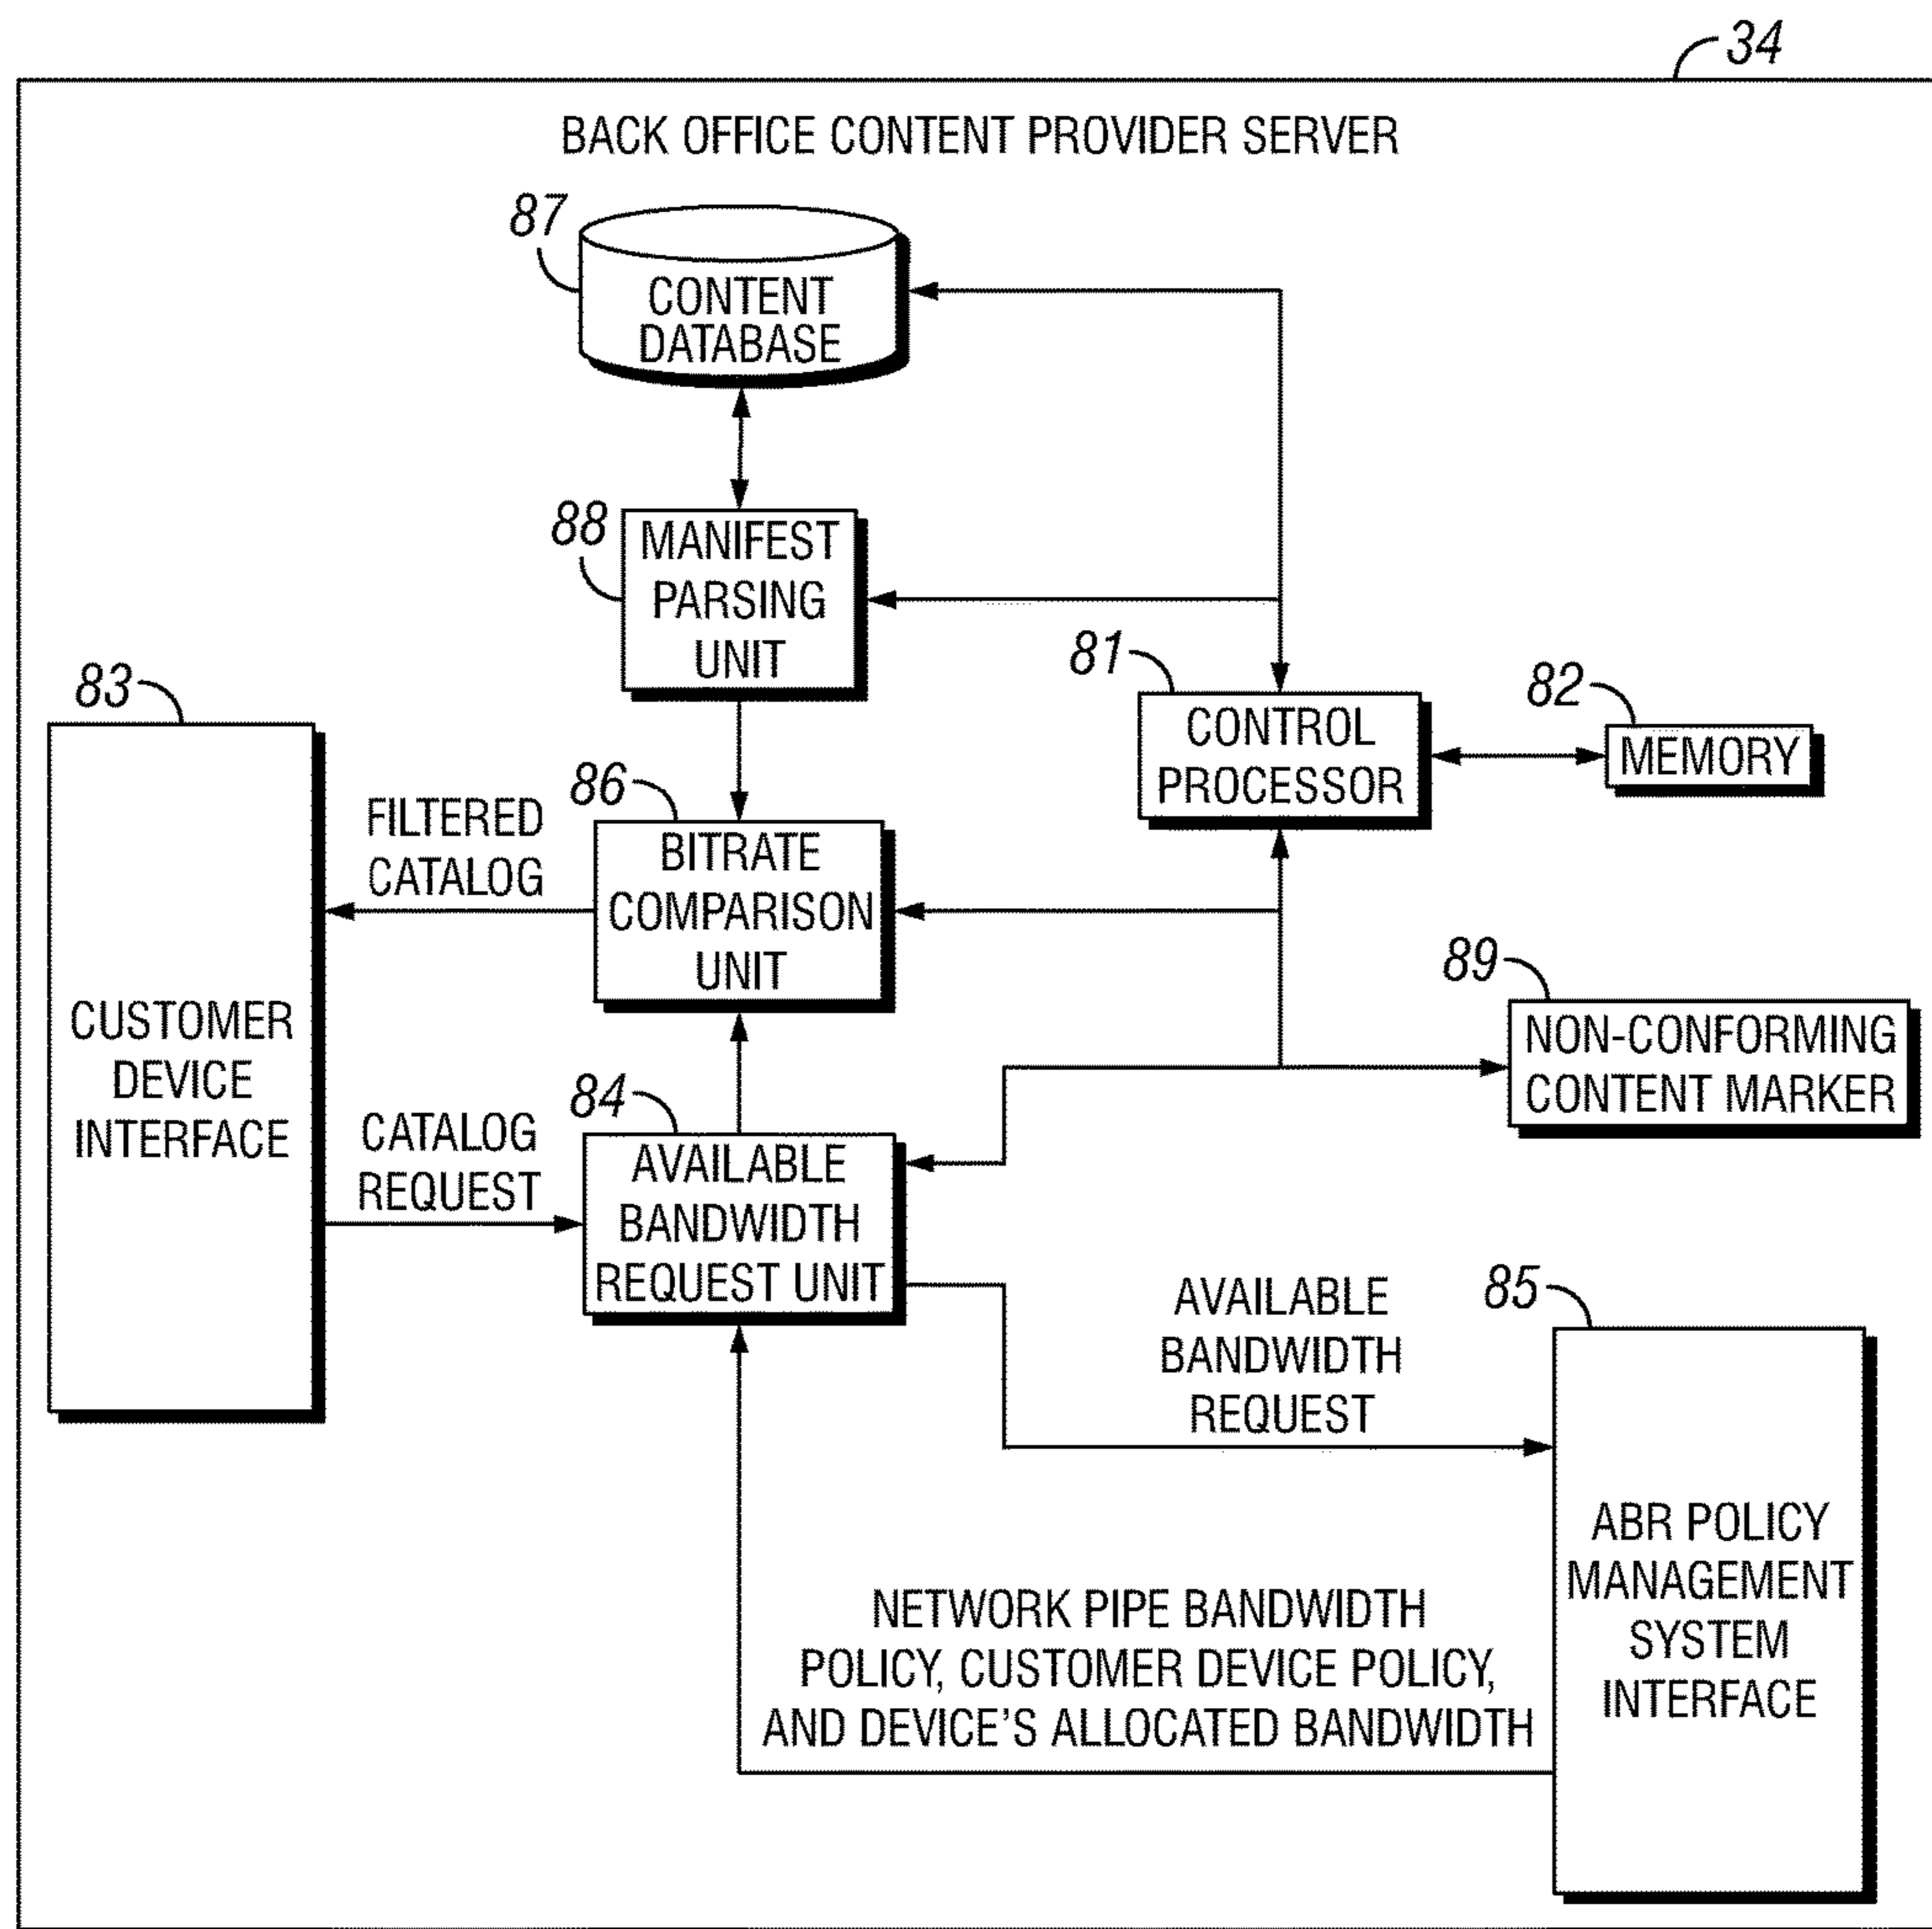 34
BACK OFFICE CONTENT PROVIDER SERVER
87
CONTENT
DATABASE
88
MANIFEST
PARSING
UNIT
83
81
CONTROL
PROCESSOR
82
MEMORY
86
FILTERED
CATALOG
BITRATE
COMPARISON
UNIT
CUSTOMER
DEVICE
INTERFACE
89
NON-CONFORMING
CONTENT MARKER
84
CATALOG
REQUEST
AVAILABLE
BANDWIDTH
REQUEST UNIT
AVAILABLE
BANDWIDTH
REQUEST
85
ABR POLICY
MANAGEMENT
SYSTEM
INTERFACE
NETWORK PIPE BANDWIDTH
POLICY, CUSTOMER DEVICE POLICY,
AND DEVICE'S ALLOCATED BANDWIDTH